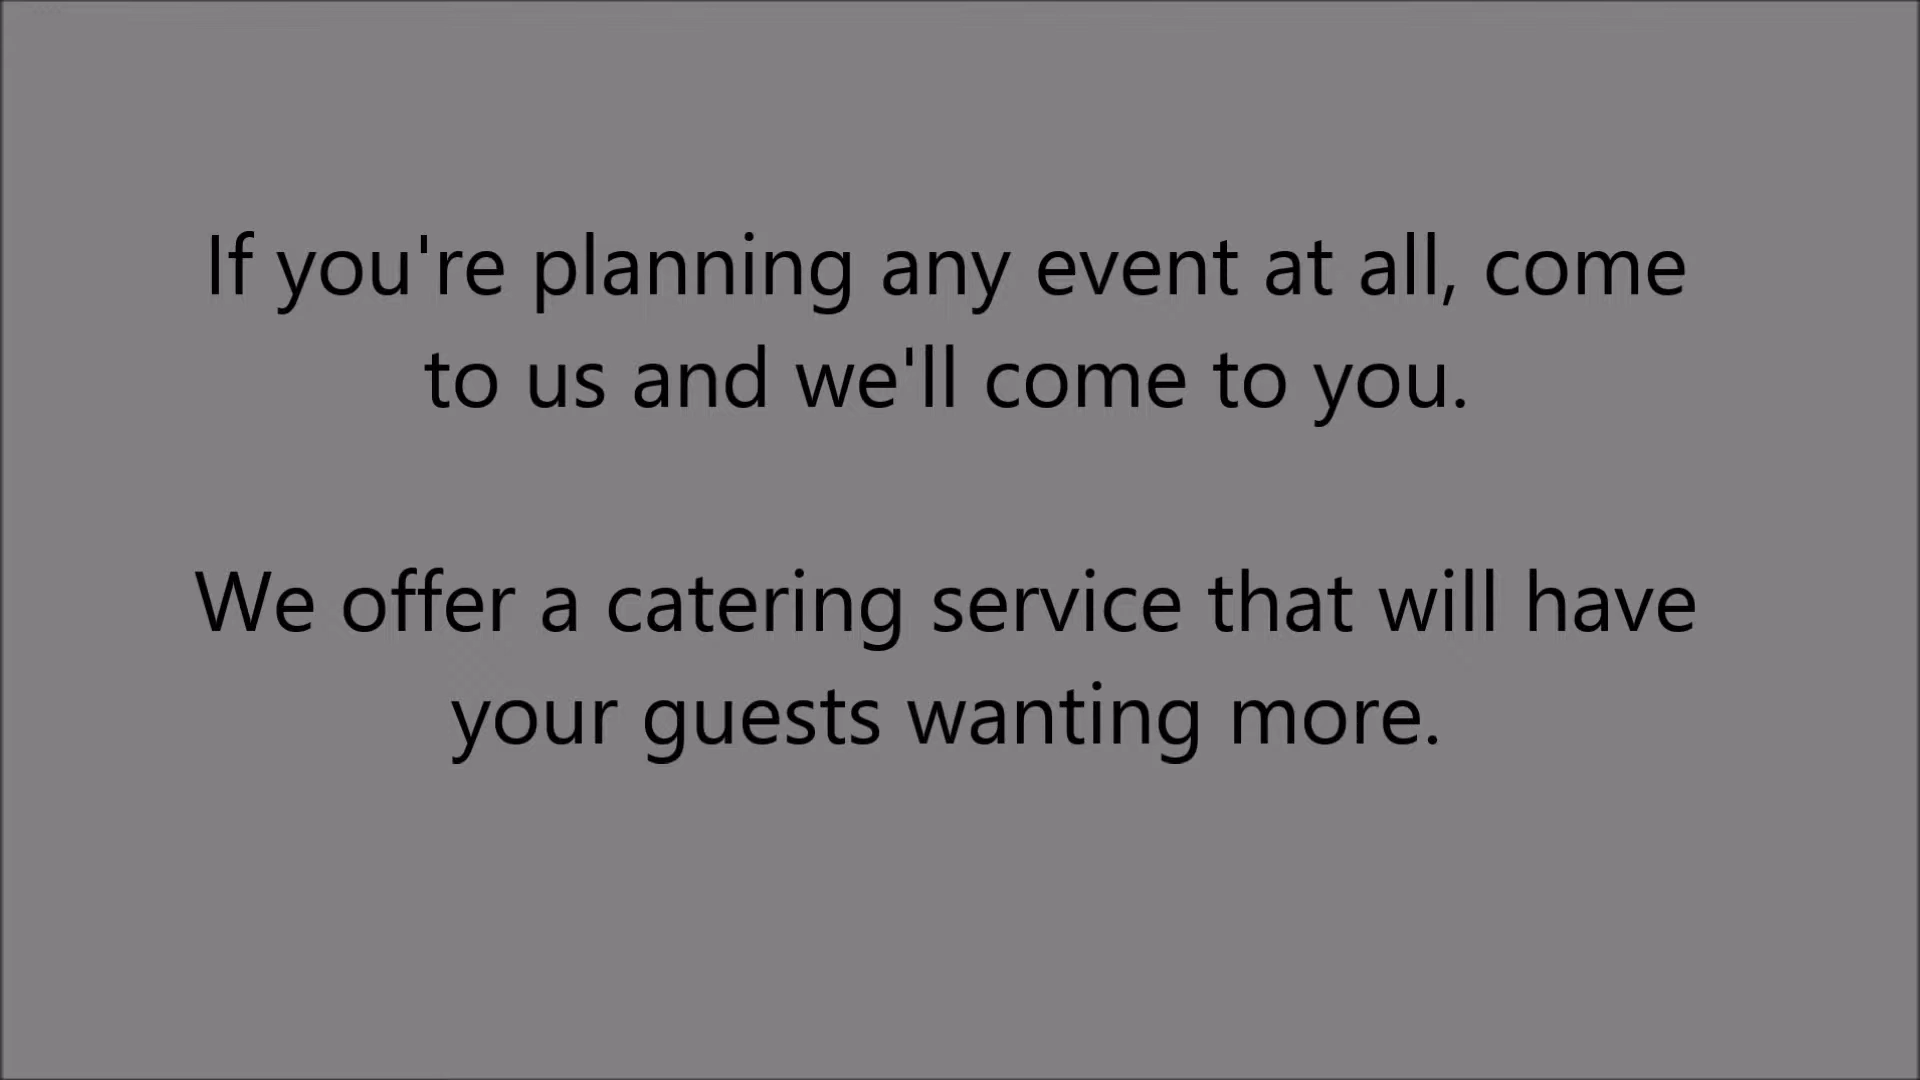 If you're planning any event at all, come
to us and we'll come to you.
We offer a catering service that will have
your guests wanting more.